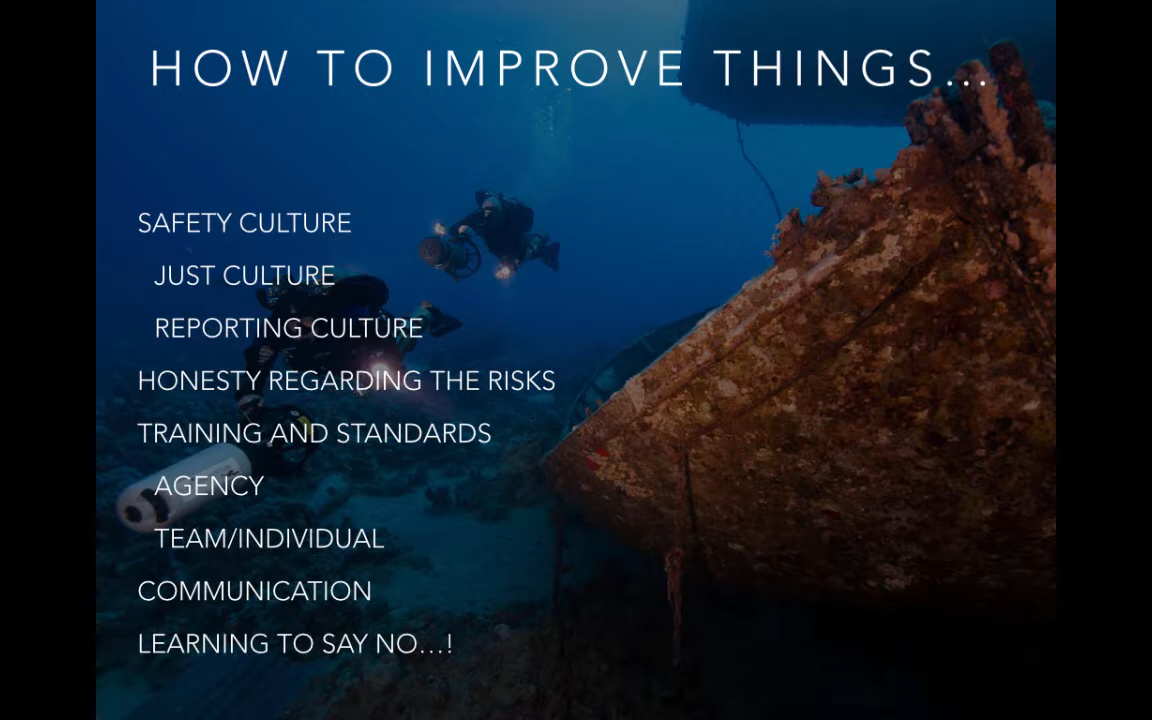 HOW TO IMPROVE THINGS...
SAFETY CULTURE
JUST CULTURE
REPORTING CULTURE
HONESTY REGARDING THE RISKS
TRAINING AND STANDARDS
AGENCY
TEAM/INDIVIDUAL
COMMUNICATION
LEARNING TO SAY NO...!